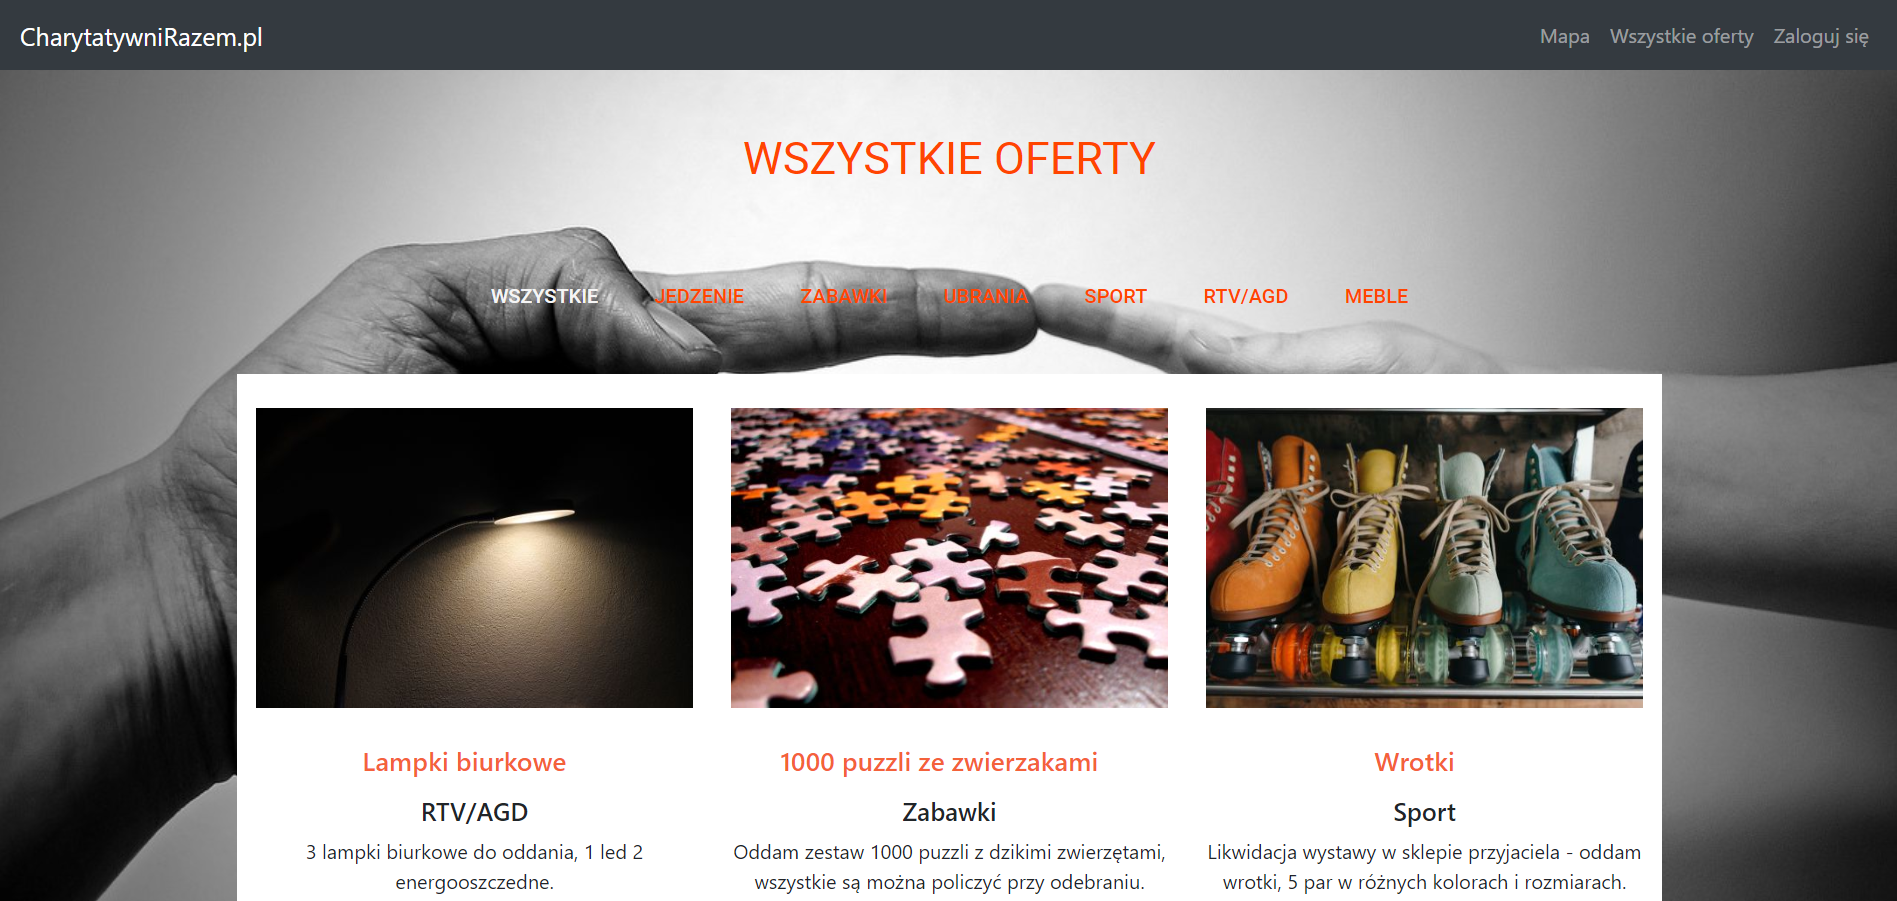 CharytatywniRazem.pl
Mapa Wszystkie oferty Zaloguj się
WSZYSTKIE OFERTY
WSZYSTKIE JEDZENIE ZABAWKI UBRANIA SPORT RTV/AGD MEBLE
Lampki biurkowe
RTV/AGD
3 lampki biurkowe do oddania, 1 led 2
energooszczedne.
1000 puzzli ze zwierzakami
Zabawki
Oddam zestaw 1000 puzzli z dzikimi zwierzętami,
wszystkie są można policzyć przy odebraniu.
Wrotki
Sport
Likwidacja wystawy w sklepie przyjaciela - oddam
wrotki, 5 par w różnych kolorach i rozmiarach.